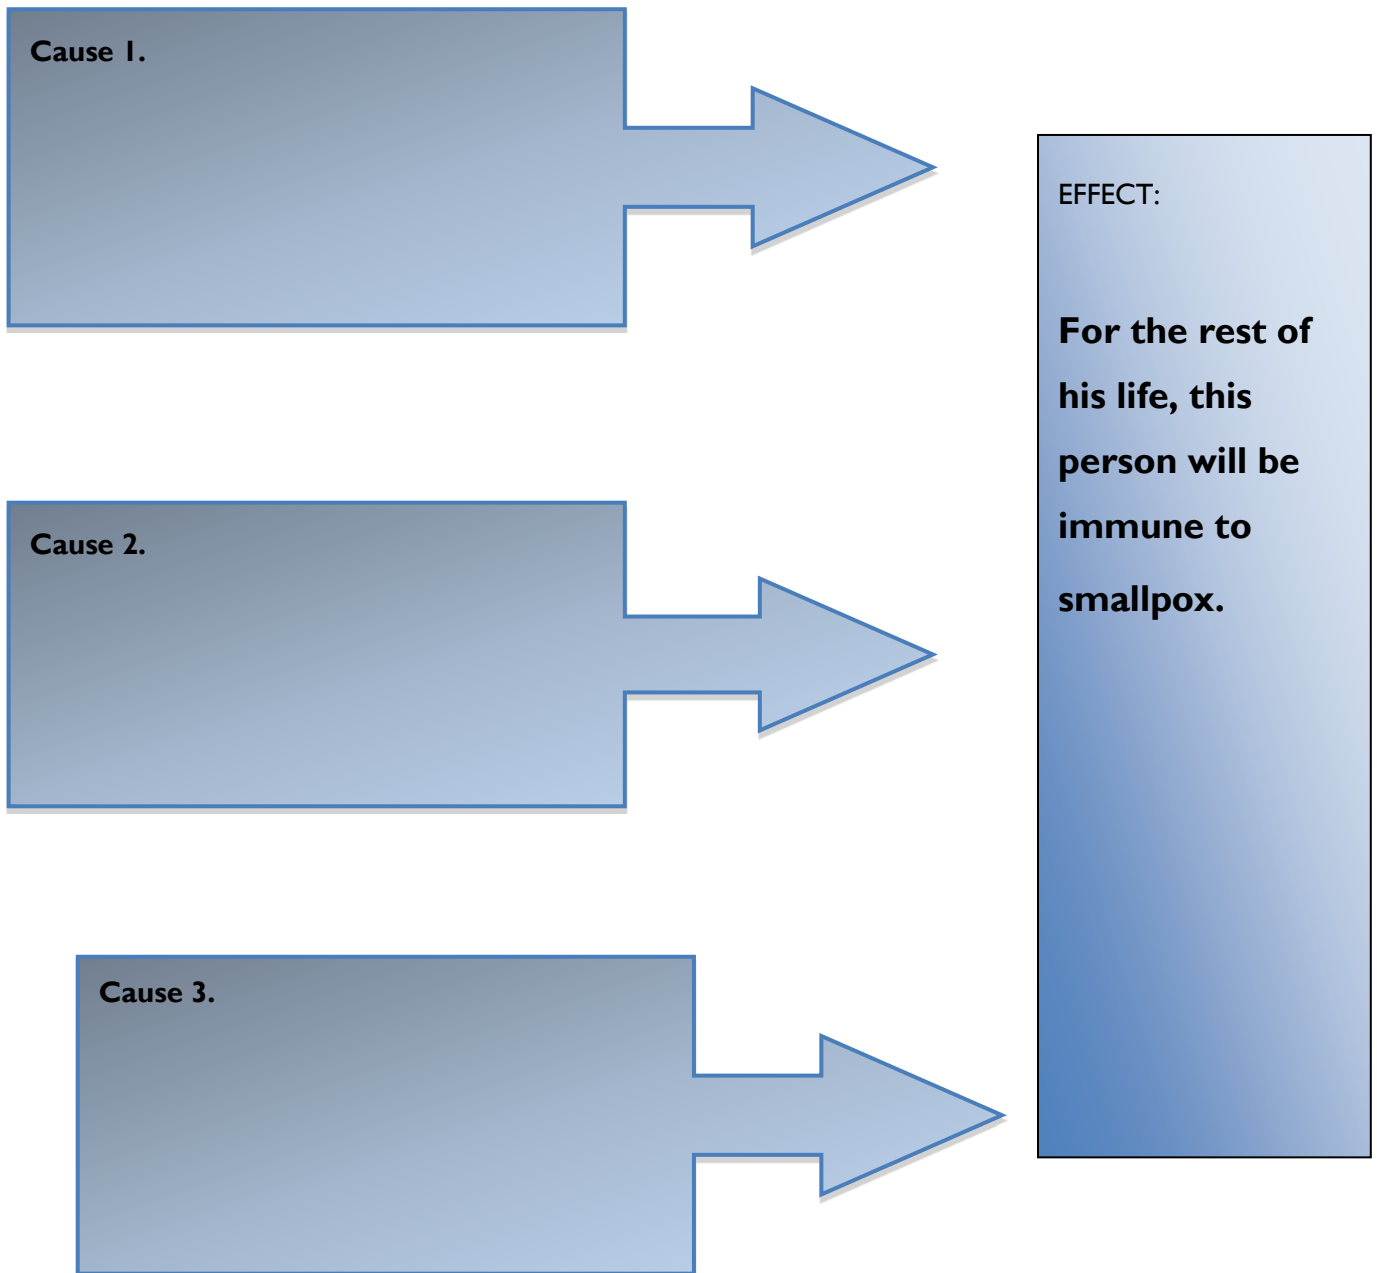 Cause 1.
EFFECT:
For the rest of
his life, this
person will be
immune to
smallpox.
Cause 2.
Cause 3.